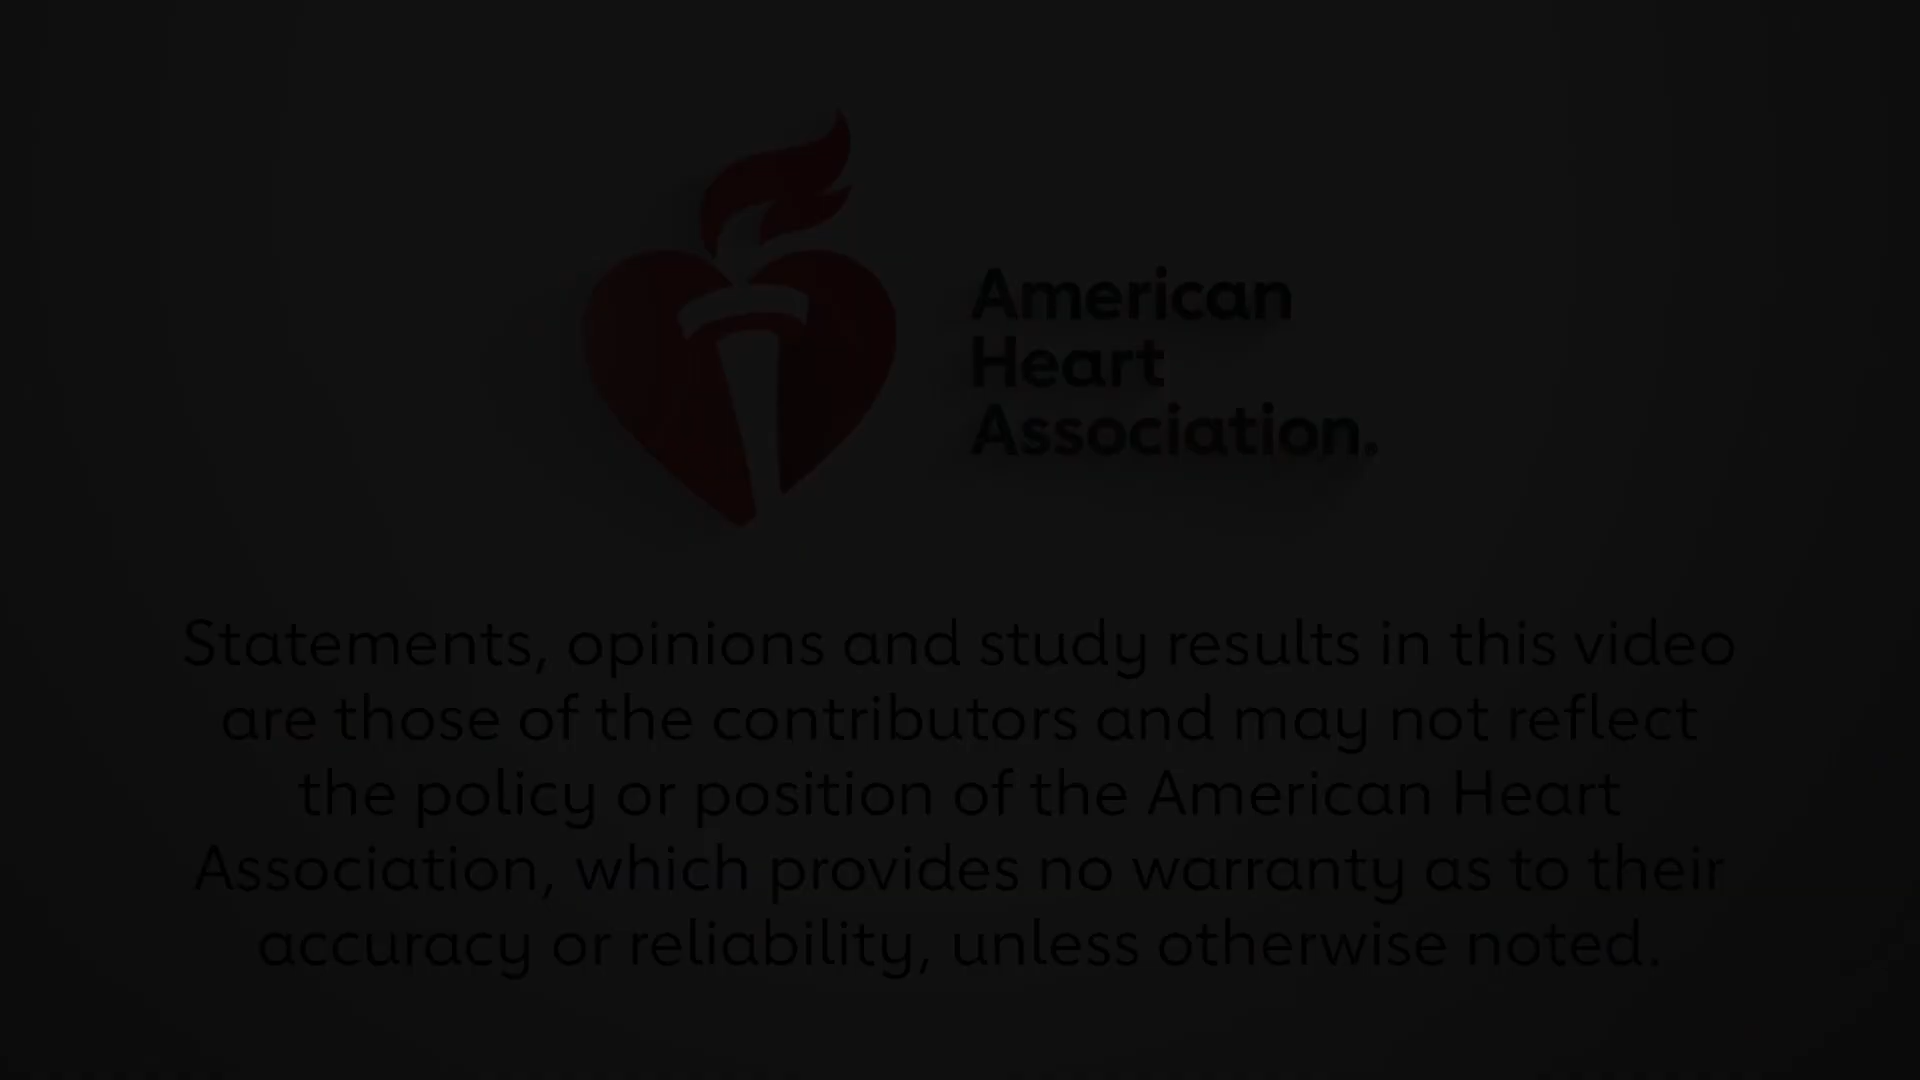 American
Heart
Association.
Statements, opinions and study results in this video
are those of the contributors and may not reflect
the policy or position of the American Heart
Association, which provides no warranty as to their
accuracy or reliability, unless otherwise noted.